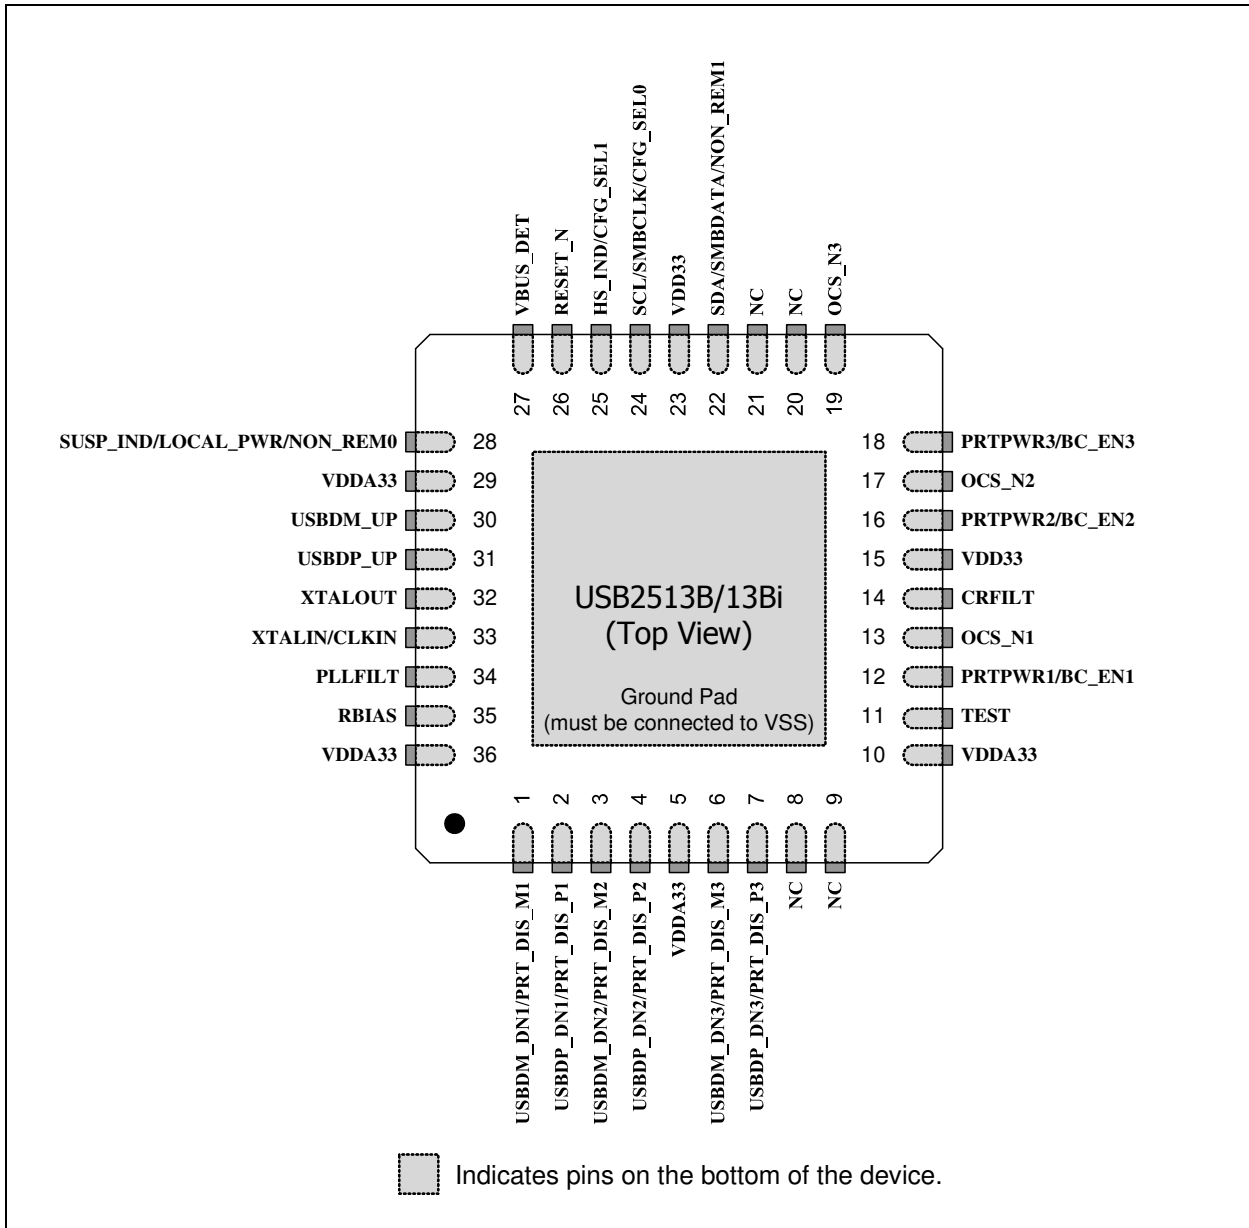 VBUS_DET
RESET_N
HS_IND/CFG_SEL1
SCL/SMBCLK/CFG_SEL0
VDD33
SDA/SMBDATA/NON_REM1
NC
NC
OCS_N3
27
26
25
24
23
22
21
20
19
SUSP_IND/LOCAL_PWR/NON_REM0 28
VDDA33 29
USBDM_UP 30
USBDP_UP 31
XTALOUT 32
XTALIN/CLKIN 33
PLLFILT 34
RBIAS 35
VDDA33 36
USB2513B/13Bi
(Top View)
Ground Pad
(must be connected to VSS)
18 PRTPWR3/BC_EN3
17 OCS_N2
16 PRTPWR2/BC_EN2
15 VDD33
14 CRFILT
13 OCS_N1
12 PRTPWR1/BC_EN1
11 TEST
10 VDDA33
1
2
3
4
5
6
7
8
9
USBDM_DN1/PRT_DIS_M1
USBDP_DN1/PRT_DIS_P1
USBDM_DN2/PRT_DIS_M2
USBDP_DN2/PRT_DIS_P2
VDDA33
USBDM_DN3/PRT_DIS_M3
USBDP_DN3/PRT_DIS_P3
NC
NC
Indicates pins on the bottom of the device.